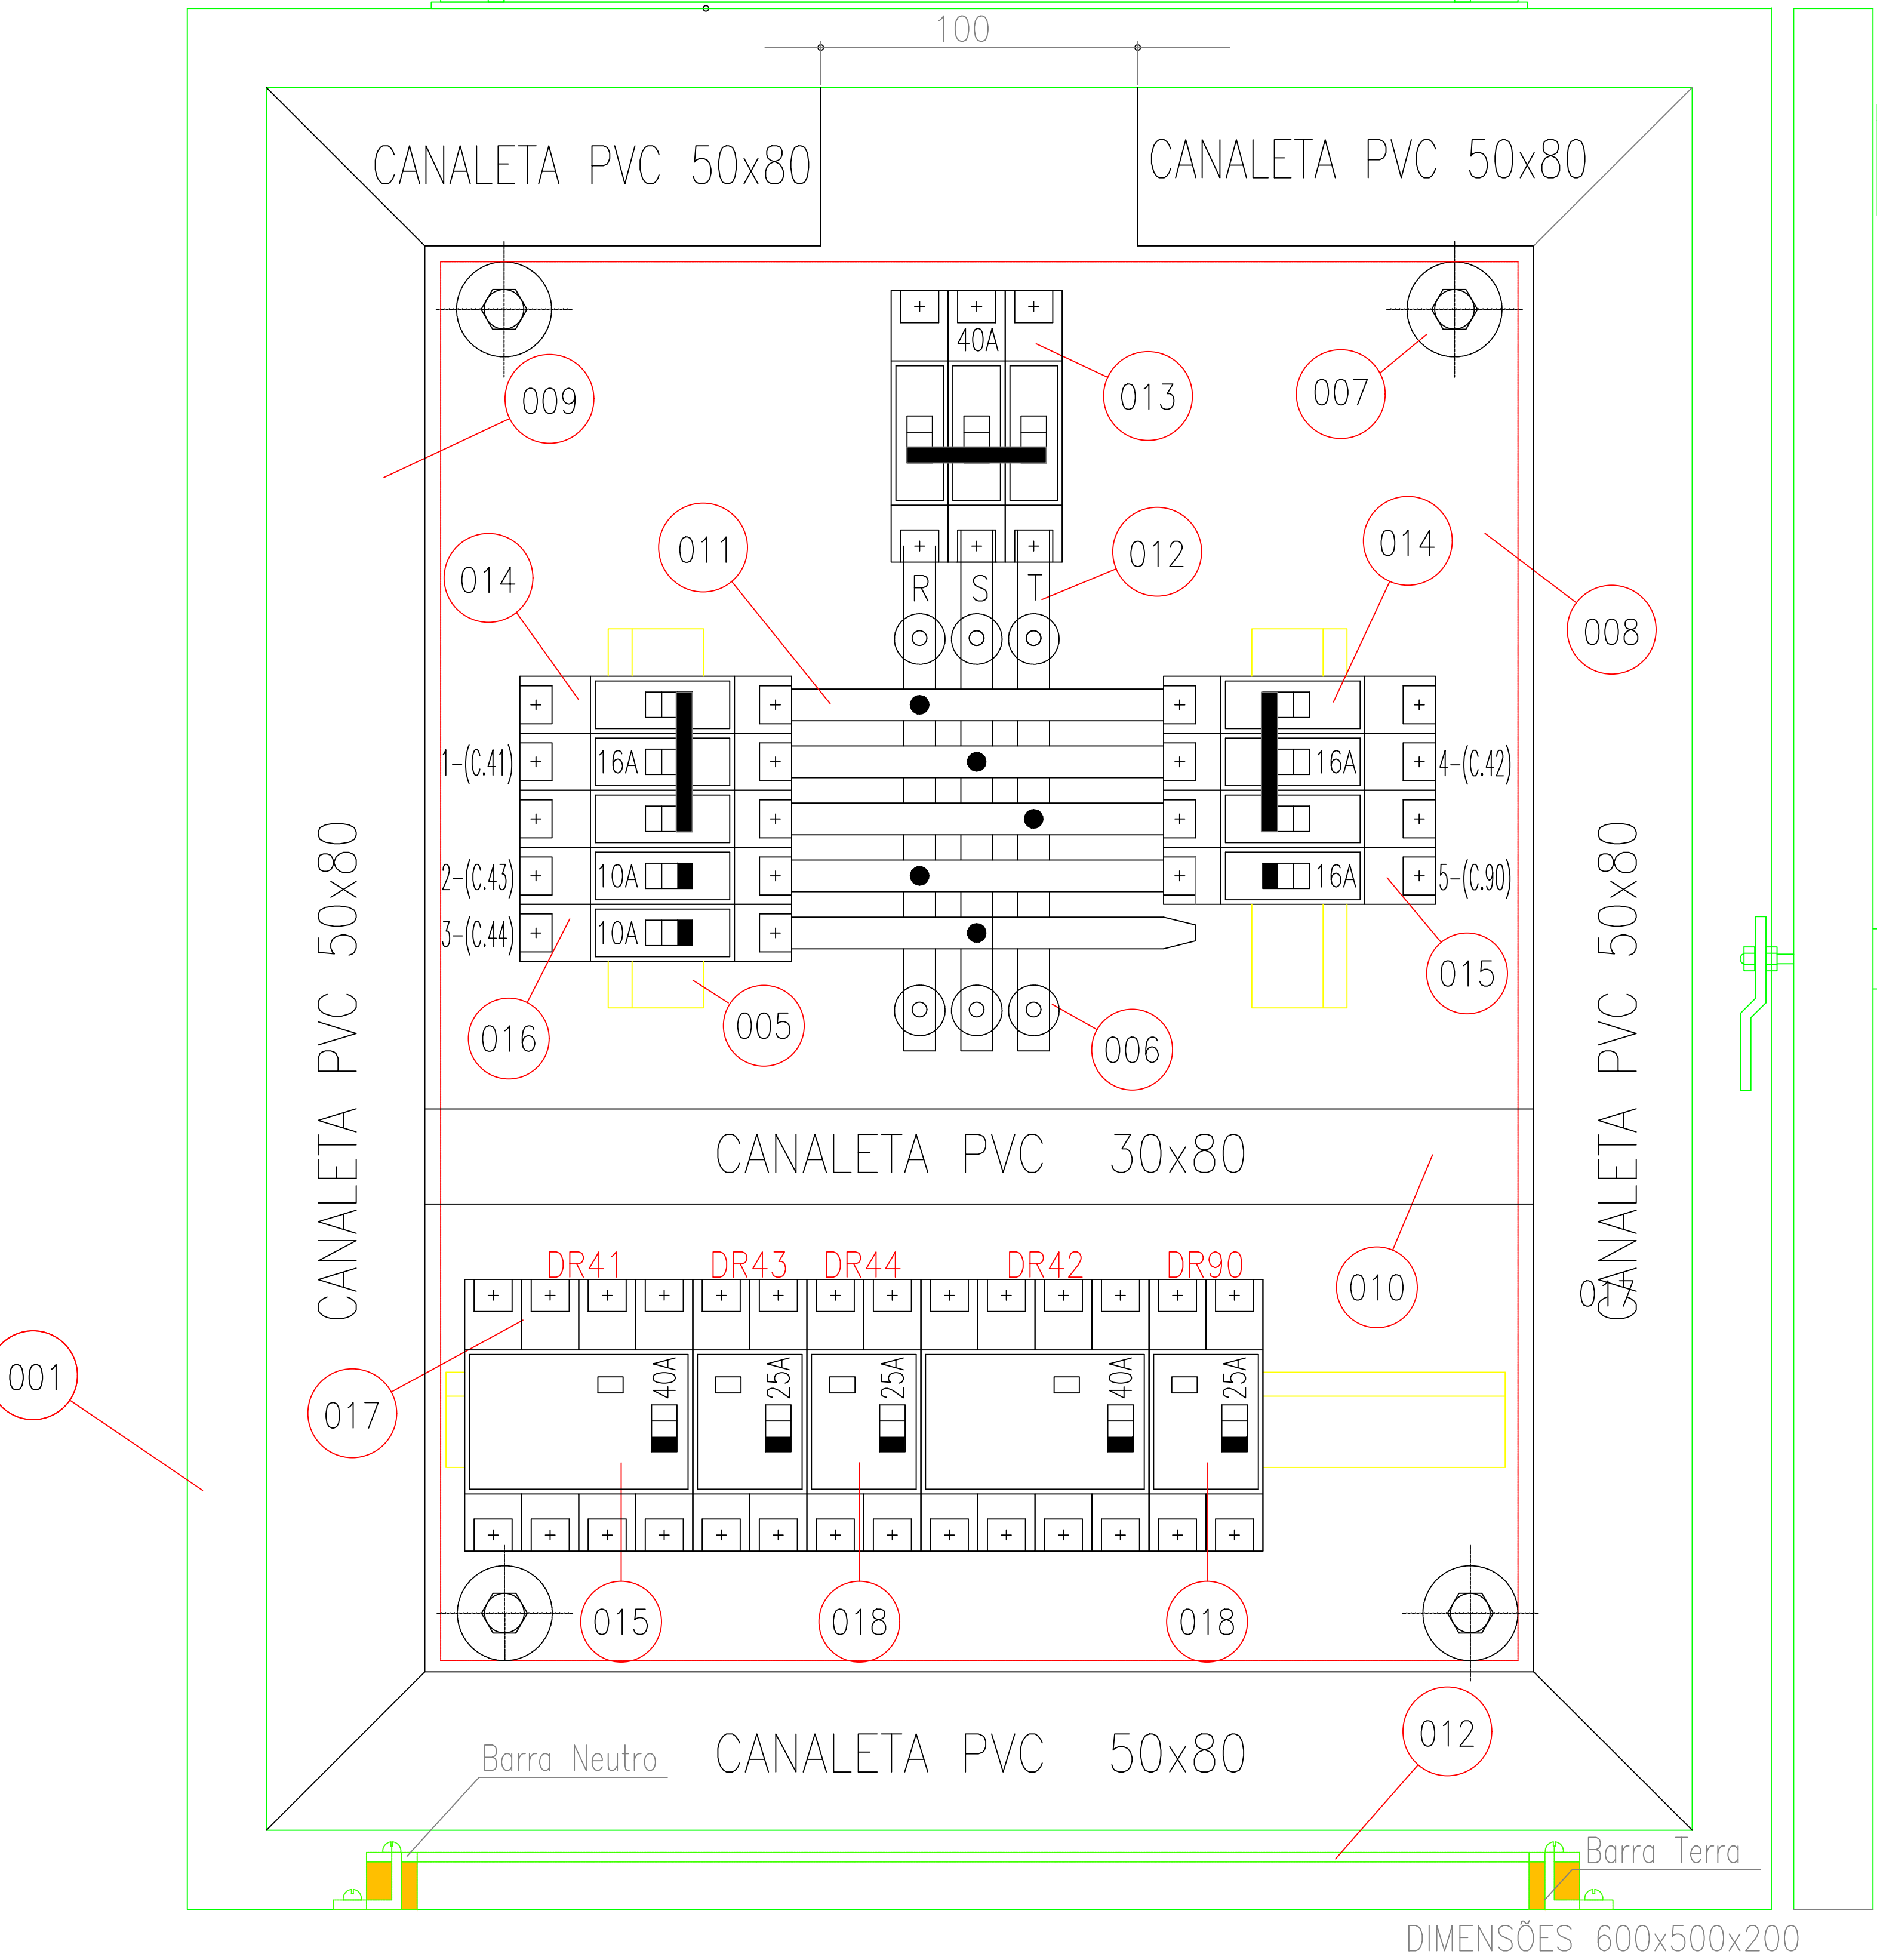 100
CANALETA PVC 50x80
CANALETA PVC 50x80
40A
013
007
009
011
012
014
014
R S T
008
1-(C.41)
16A
16A
4-(C.42)
2-(C.43)
10A
16A
5-(C.90)
3-(C.44)
10A
015
016
005
006
CANALETA PVC 50x80
CANALETA PVC 50x80
CANALETA PVC 30x80
DR41
DR43
DR44
DR42
DR90
010
017
001
40A
25A
25A
40A
25A
017
015
018
018
012
Barra Neutro
CANALETA PVC 50x80
Barra Terra
DIMENSÕES 600x500x200